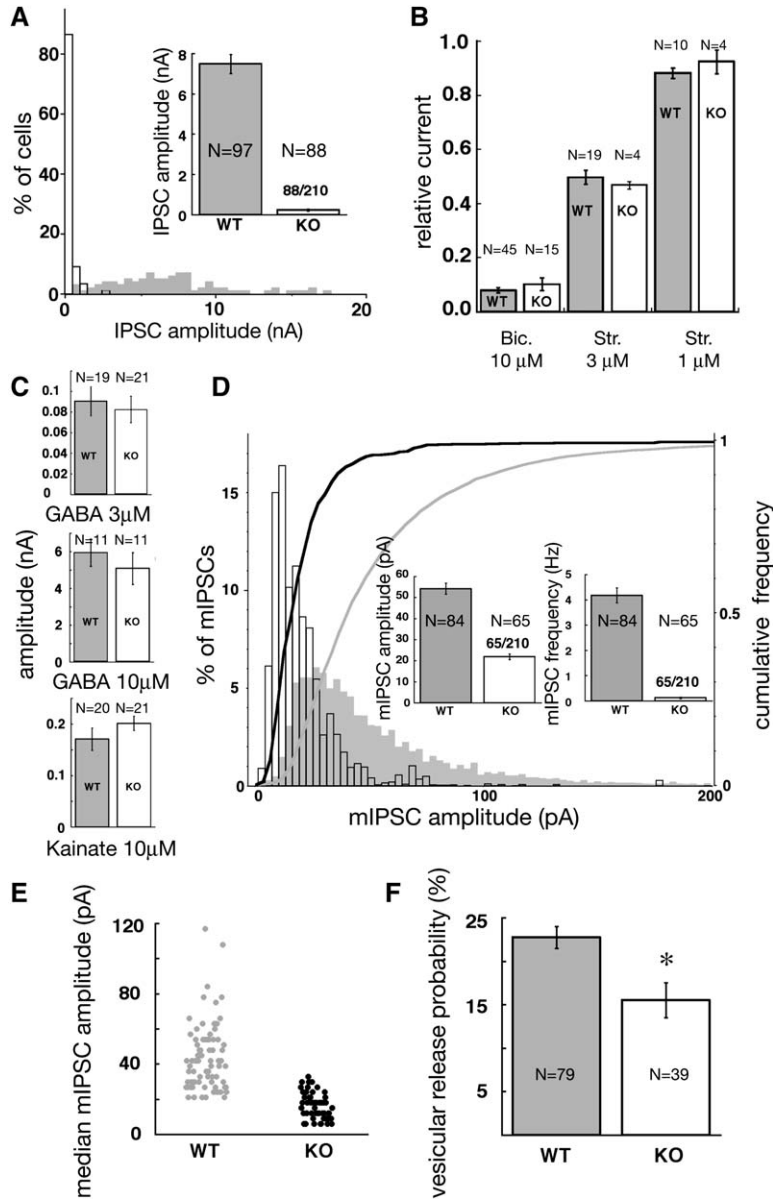 A
% of cells
80
60
40
20
0
0
10
20
IPSC amplitude (nA)
IPSC amplitude (nA)
8
6
4
2
0
N=97
N=88
88/210
WT
KO
B
relative current
1.0
0.8
0.6
0.4
0.2
0.0
N=45
N=15
N=19
N=4
N=10
N=4
WT
KO
WT
KO
WT
KO
Bic.
10 μM
Str.
3 μM
Str.
1 μM
C
amplitude (nA)
N=19 N=21
0.1
0.08
0.06
0.04
0.02
0
WT
KO
GABA 3μM
N=11 N=11
6
4
2
0
WT
KO
GABA 10μM
N=20 N=21
0.2
0.1
0
WT
KO
Kainate 10μM
D
% of mIPSCs
15
10
5
0
0
100
200
mIPSC amplitude (pA)
cumulative frequency
1
0.5
0
mIPSC amplitude (pA)
60
50
40
30
20
10
0
N=84
N=65
65/210
WT
KO
mIPSC frequency (Hz)
5
4
3
2
1
0
N=84
N=65
65/210
WT
KO
E
median mIPSC amplitude (pA)
120
80
40
0
WT
KO
F
vesicular release probability (%)
25
15
5
*
N=79
N=39
WT
KO